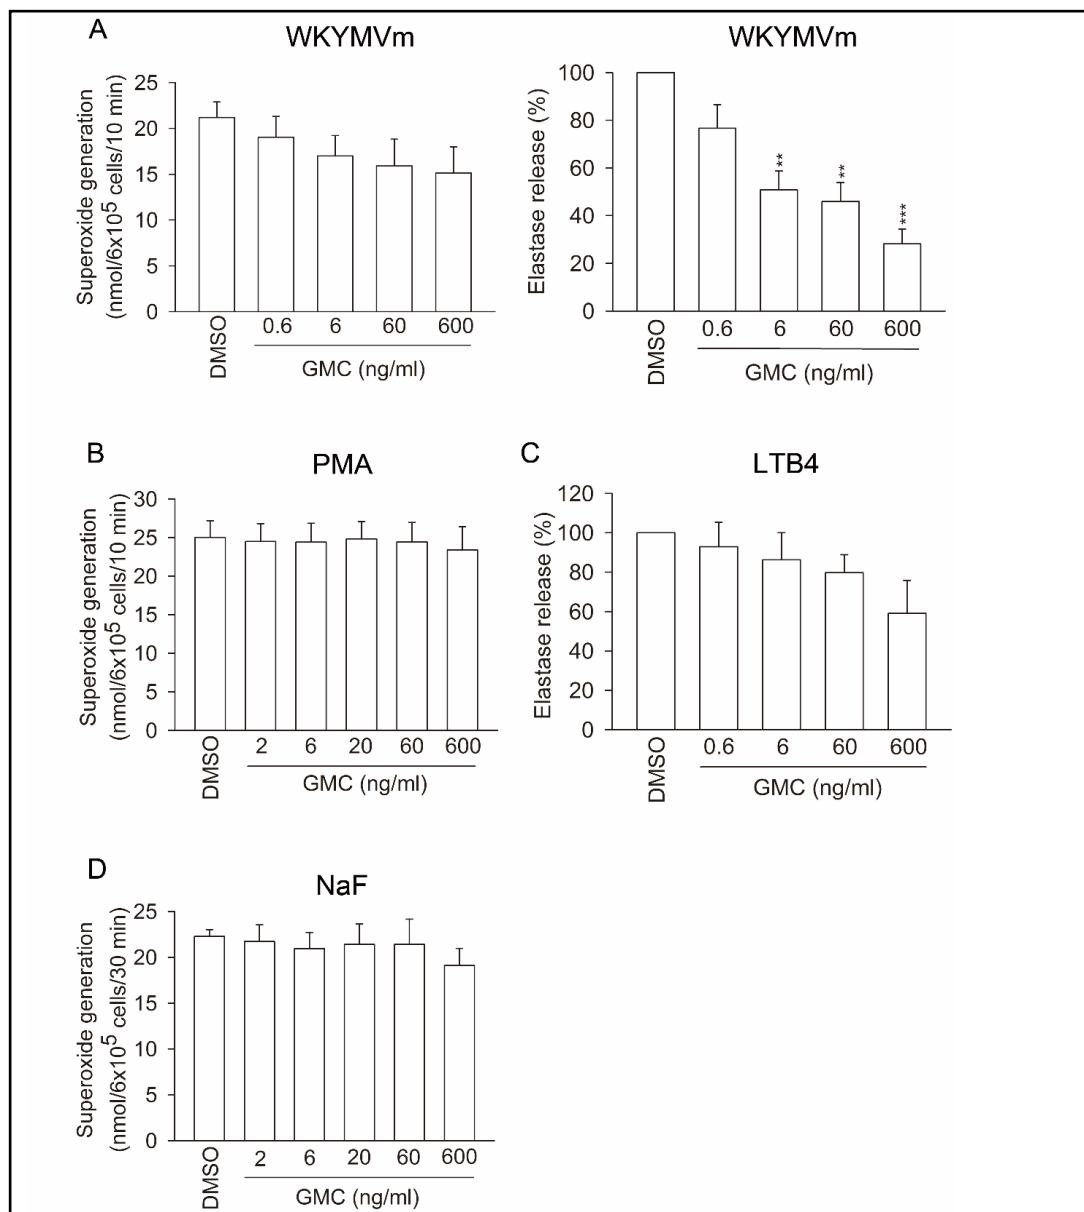 A
WKYMVm
Superoxide generation
(nmol/6x10⁵ cells/10 min)
25
20
15
10
5
0
DMSO
0.6 6 60 600
GMC (ng/ml)
WKYMVm
Elastase release (%)
100
80
60
40
20
0
**
**
***
DMSO
0.6 6 60 600
GMC (ng/ml)
B
PMA
Superoxide generation
(nmol/6x10⁵ cells/10 min)
30
25
20
15
10
5
0
DMSO
2 6 20 60 600
GMC (ng/ml)
C
LTB4
Elastase release (%)
120
100
80
60
40
20
0
DMSO
0.6 6 60 600
GMC (ng/ml)
D
NaF
Superoxide generation
(nmol/6x10⁵ cells/30 min)
25
20
15
10
5
0
DMSO
2 6 20 60 600
GMC (ng/ml)